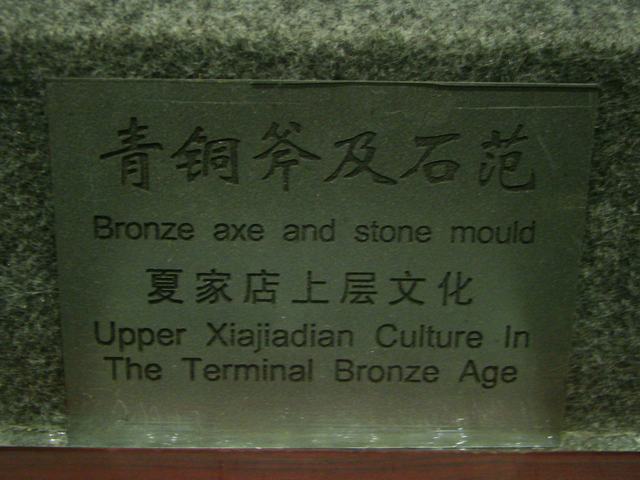 青铜斧及石范
Bronze axe and stone mould
夏家店上层文化
Upper Xiajiadian Culture In
The Terminal Bronze Age